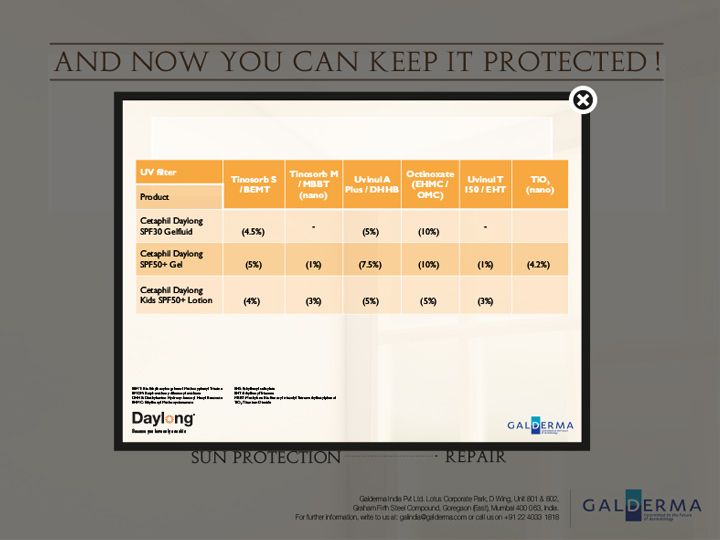 AND NOW YOU CAN KEEP IT PROTECTED !
UV filter
Product
Tinosorb S
/ BEMT
Tinosorb M
/ MBBT
(nano)
Uvinul A
Plus / DHHB
Octinoxate
(EHMC /
OMC)
Uvinul T
150 / EHT
TiO2
(nano)
Cetaphil Daylong
SPF30 Gelfluid
(4.5%) - (5%) (10%) -
Cetaphil Daylong
SPF50+ Gel
(5%) (1%) (7.5%) (10%) (1%) (4.2%)
Cetaphil Daylong
Kids SPF50+ Lotion
(4%) (3%) (5%) (5%) (3%)
Daylong
GALDERMA
SUN PROTECTION REPAIR
Galderma India Pvt Ltd. Lotus Corporate Park, D Wing, Unit 801 & 802,
Graham Firth Steel Compound, Goregaon (East), Mumbai 400 063, India.
For further information, write to us at: galindia@galderma.com or call us on +91 22 4033 1818
GALDERMA
Committed to the future
of dermatology